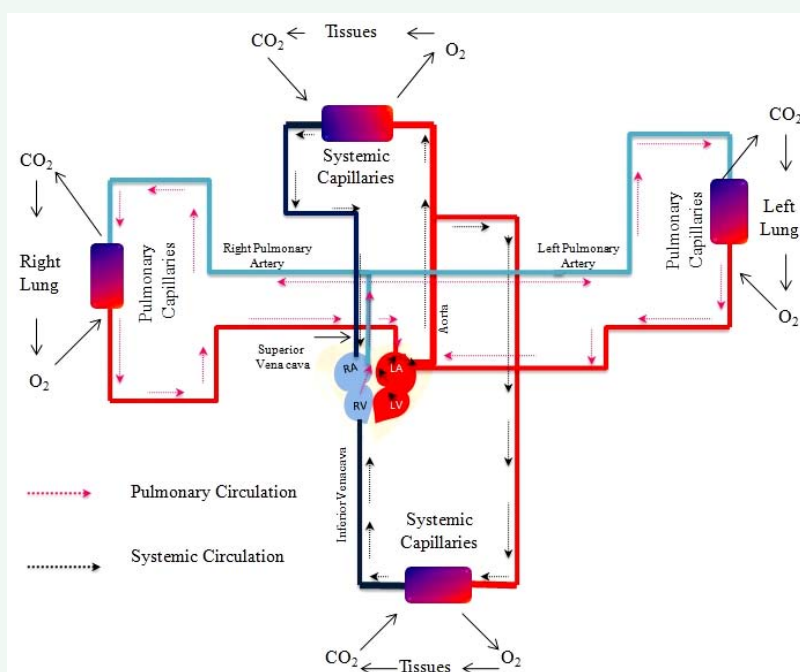 CO2
Tissues
O2
Systemic
Capillaries
CO2
Right
Lung
O2
Pulmonary
Capillaries
Right Pulmonary
Artery
Left Pulmonary
Artery
Pulmonary
Capillaries
CO2
Left
Lung
O2
Aorta
Superior
Vena cava
RA
LA
RV
LV
Inferior Venacava
Pulmonary Circulation
Systemic Circulation
Systemic
Capillaries
CO2
Tissues
O2